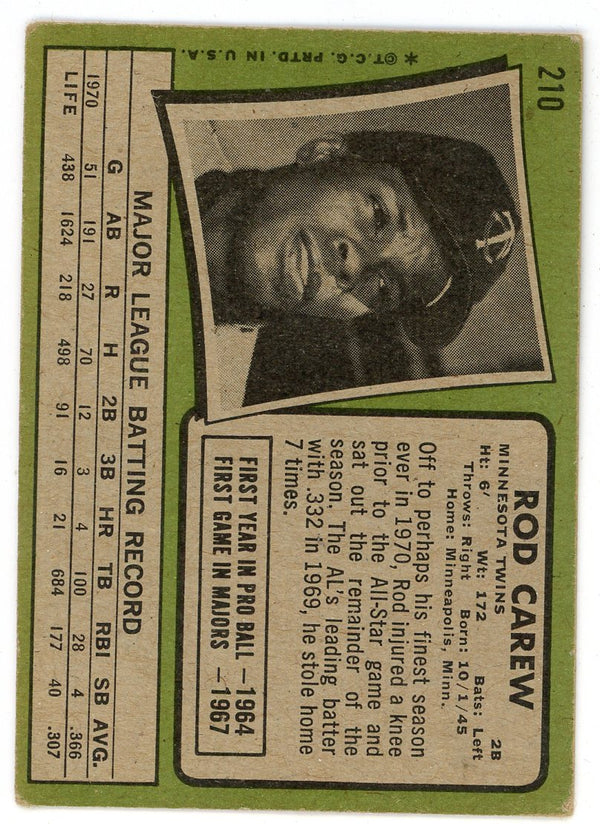 210
ROD CAREW
2B
MINNESOTA TWINS
Ht: 6' Wt: 172 Bats: Left
Throws: Right Born: 10/1/45
Home: Minneapolis, Minn.
Off to perhaps his finest season
ever in 1970, Rod injured a knee
prior to the All-Star game and
sat out the remainder of the
season. The AL's leading batter
with .332 in 1969, he stole home
7 times.
FIRST YEAR IN PRO BALL—1964
FIRST GAME IN MAJORS —1967
TC
*©T.C.G. PRTD. IN U.S.A.
MAJOR LEAGUE BATTING RECORD
G AB R H 2B 3B HR TB RBI SB AVG.
1970 51 191 27 70 12 3 4 100 28 4 .366
LIFE 438 1624 218 498 91 16 21 684 177 40 .307